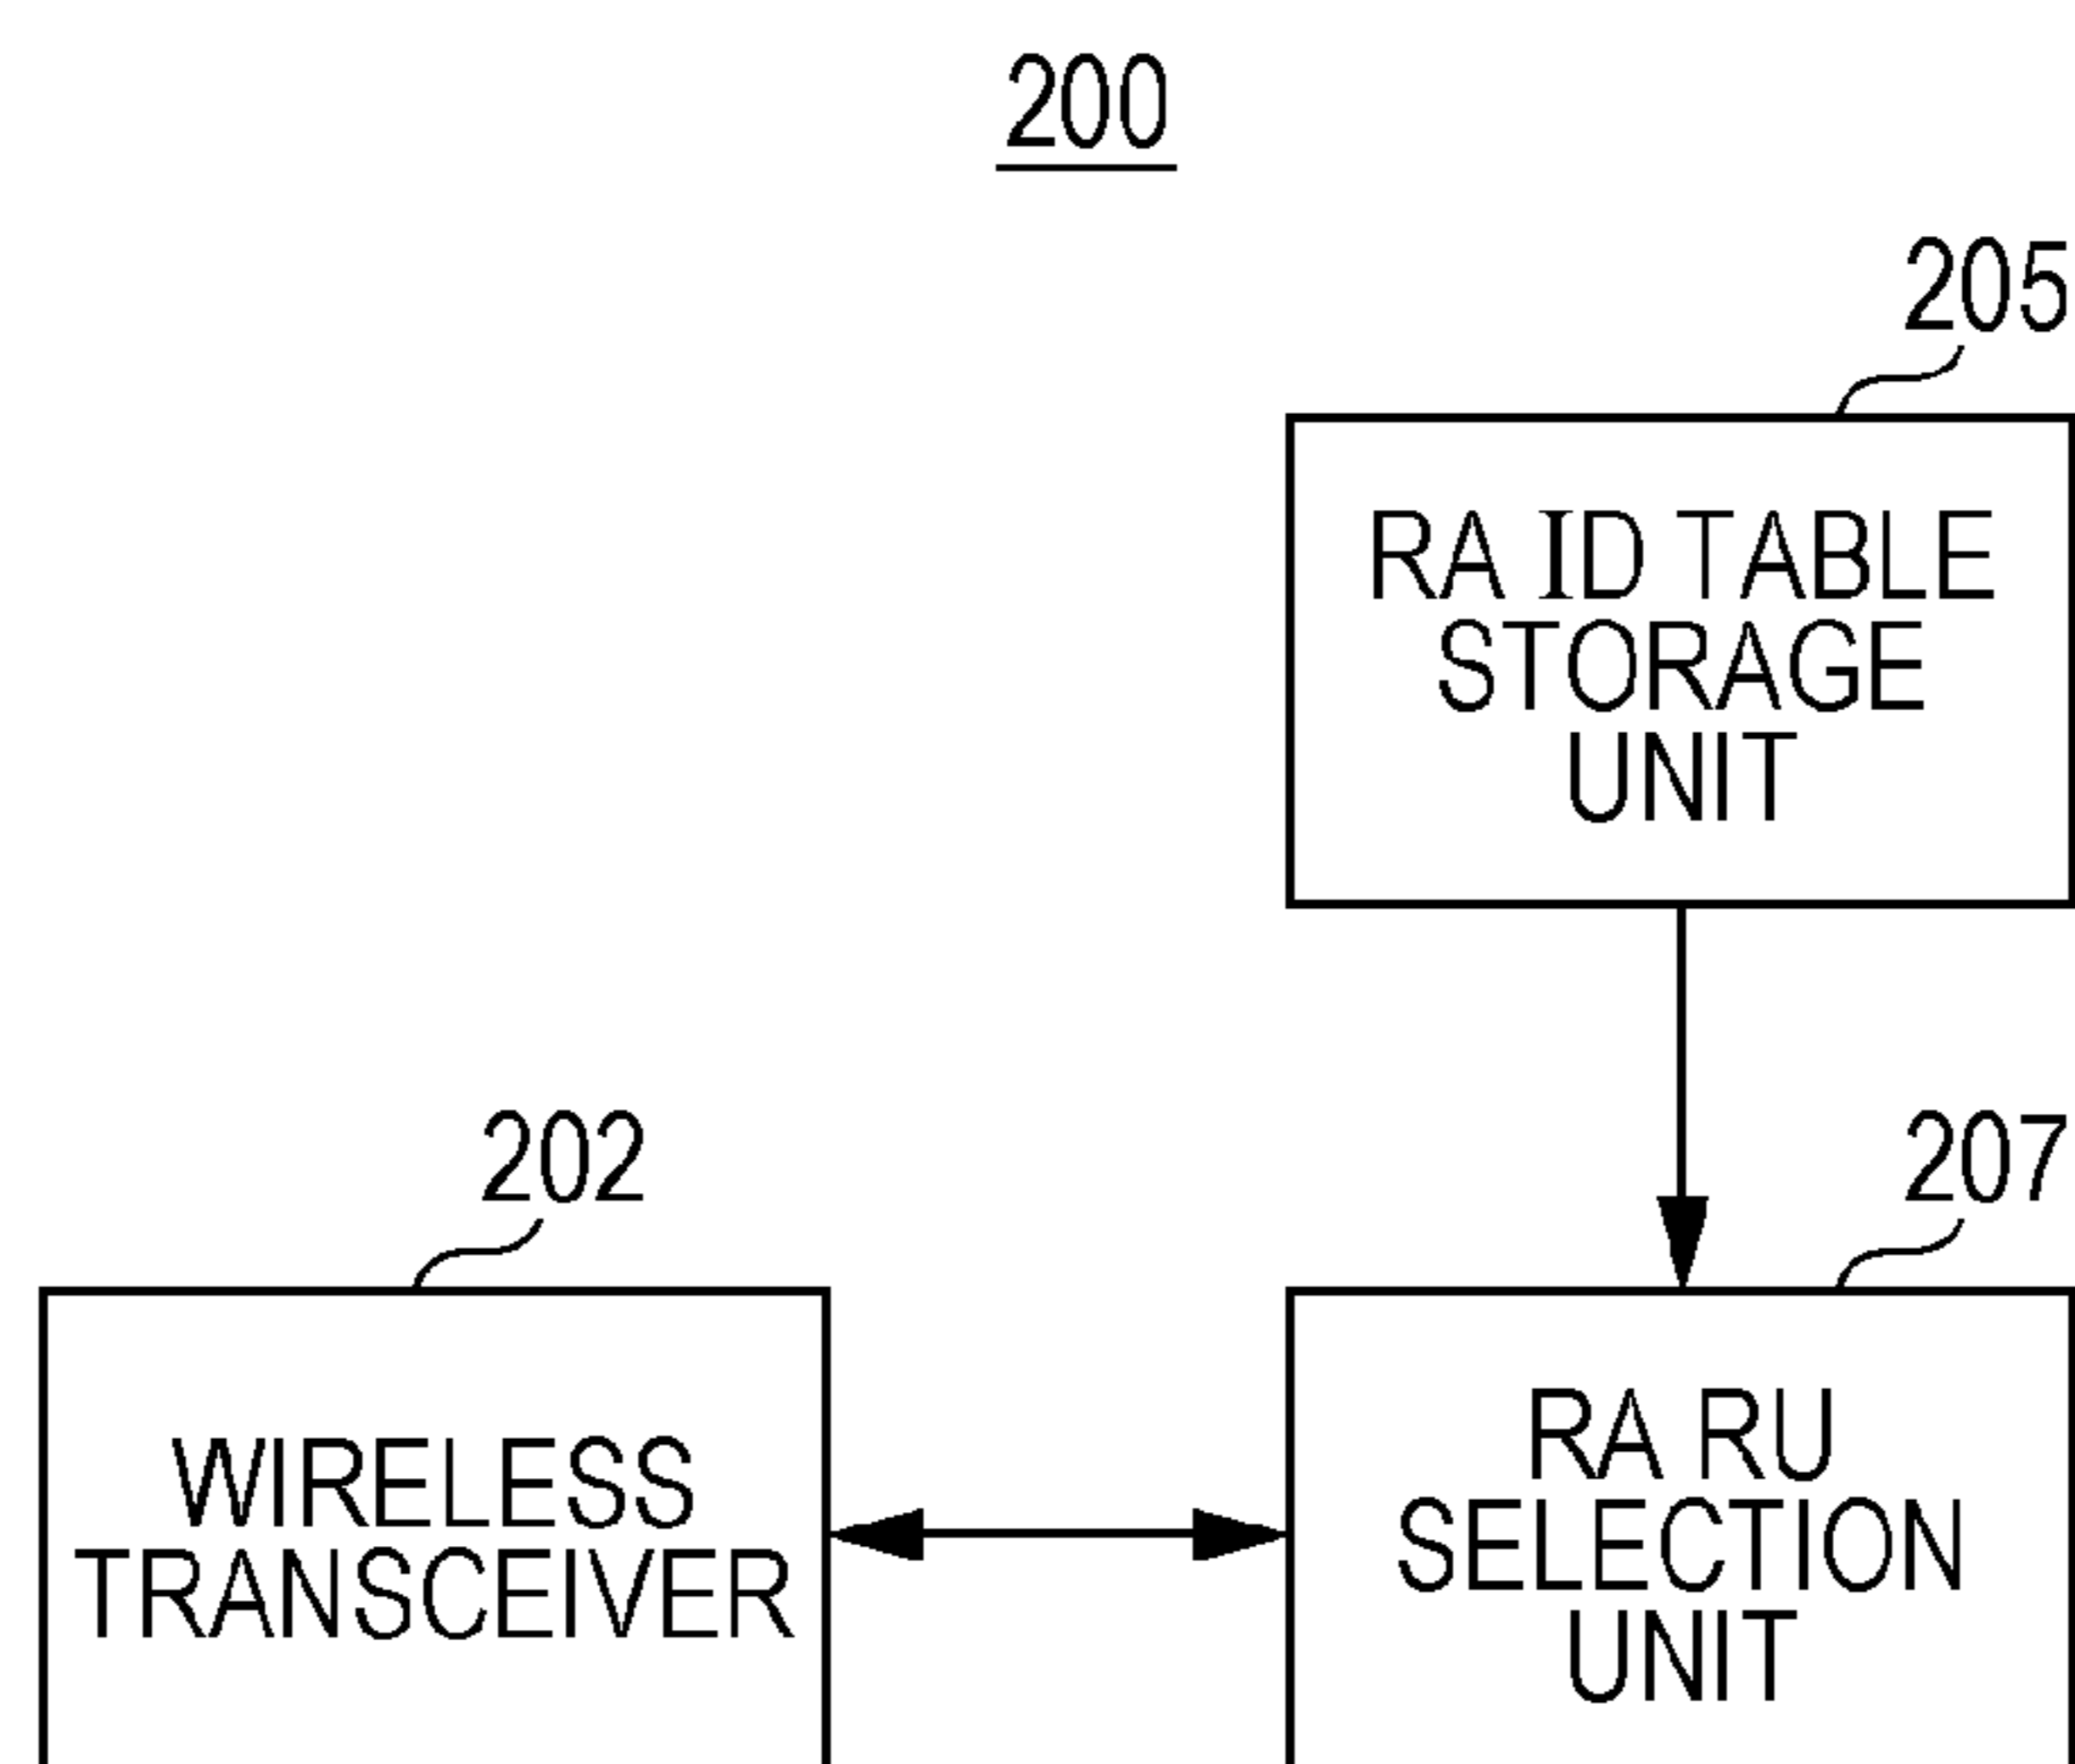 200
205
RA ID TABLE
STORAGE
UNIT
202
207
WIRELESS
TRANSCEIVER
RA RU
SELECTION
UNIT